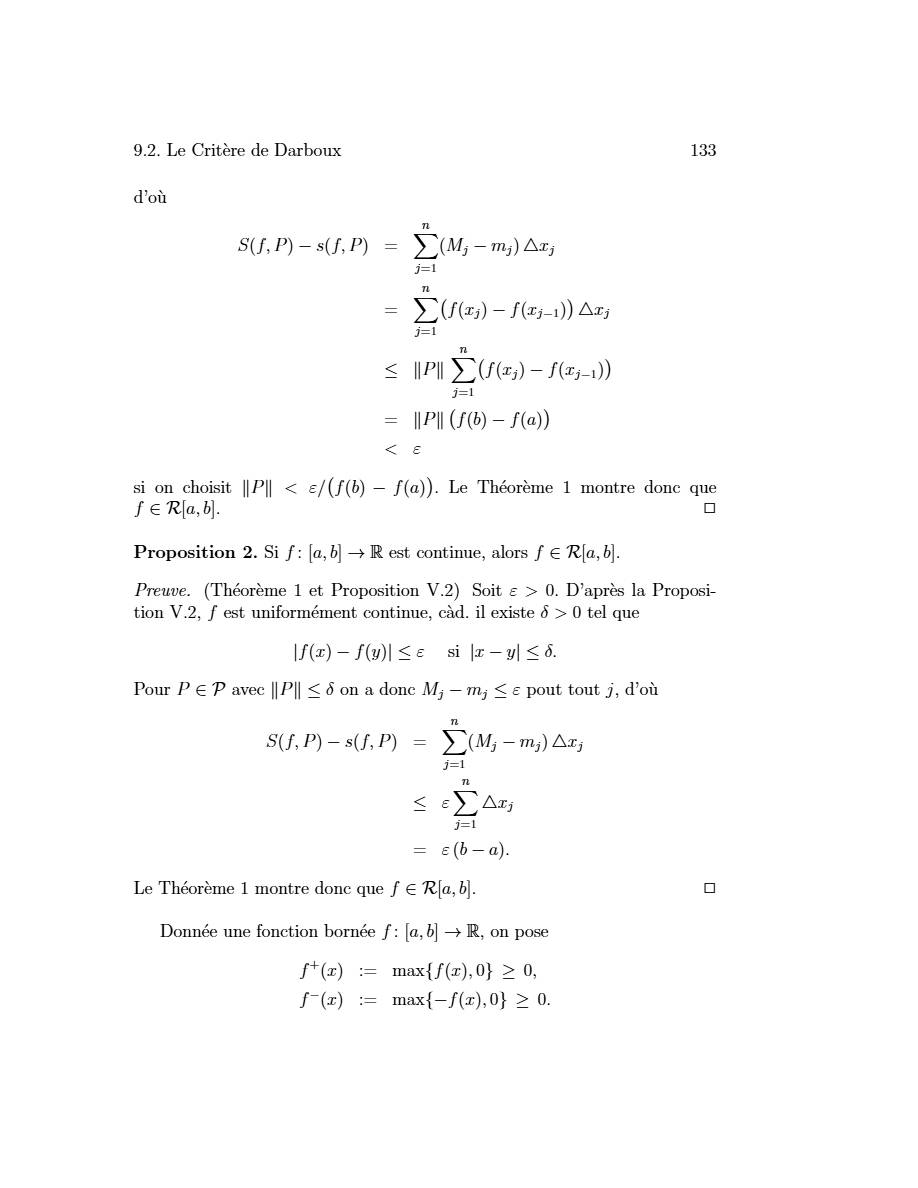 9.2. Le Critère de Darboux 133
d'où
S(f, P) − s(f, P) = ∑_{j=1}^{n} (M_j − m_j) △x_j
= ∑_{j=1}^{n} (f(x_j) − f(x_{j−1})) △x_j
≤ ‖P‖ ∑_{j=1}^{n} (f(x_j) − f(x_{j−1}))
= ‖P‖ (f(b) − f(a))
< ε
si on choisit ‖P‖ < ε/(f(b) − f(a)). Le Théorème 1 montre donc que
f ∈ 𝓡[a, b]. □
Proposition 2. Si f : [a, b] → ℝ est continue, alors f ∈ 𝓡[a, b].
Preuve. (Théorème 1 et Proposition V.2) Soit ε > 0. D'après la Proposi-
tion V.2, f est uniformément continue, càd. il existe δ > 0 tel que
|f(x) − f(y)| ≤ ε si |x − y| ≤ δ.
Pour P ∈ 𝓟 avec ‖P‖ ≤ δ on a donc M_j − m_j ≤ ε pout tout j, d'où
S(f, P) − s(f, P) = ∑_{j=1}^{n} (M_j − m_j) △x_j
≤ ε ∑_{j=1}^{n} △x_j
= ε (b − a).
Le Théorème 1 montre donc que f ∈ 𝓡[a, b]. □
Donnée une fonction bornée f : [a, b] → ℝ, on pose
f⁺(x) := max{f(x), 0} ≥ 0,
f⁻(x) := max{−f(x), 0} ≥ 0.